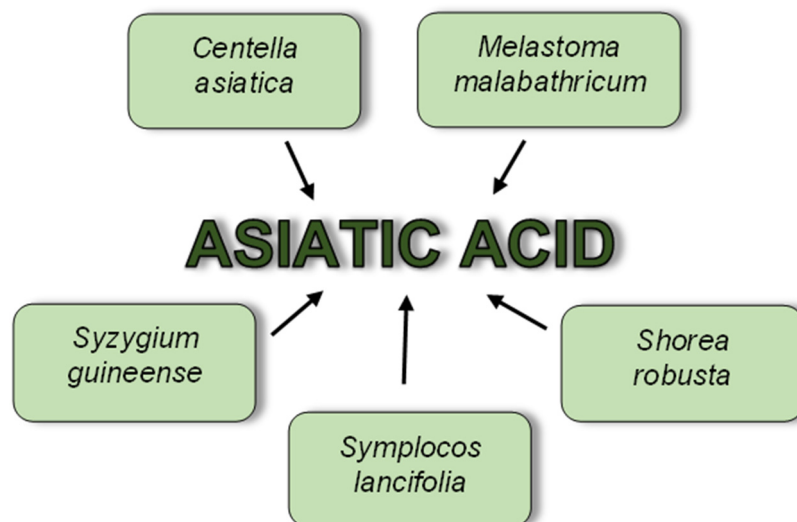 Centella
asiatica
Melastoma
malabathricum
ASIATIC ACID
Syzygium
guineense
Shorea
robusta
Symplocos
lancifolia